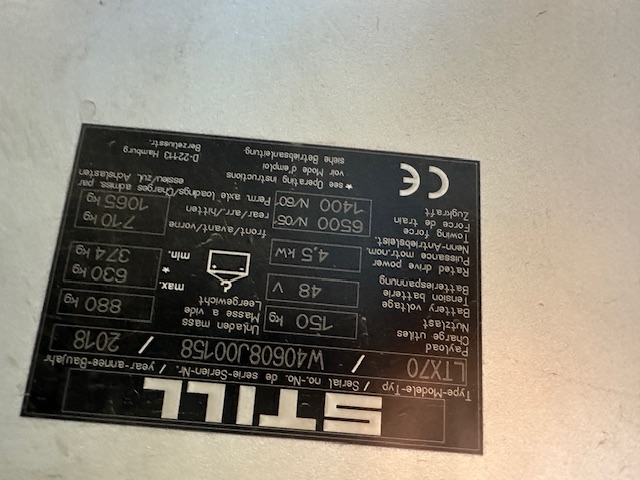 STILL
Type-Modele-Typ / Serial no.-No. de serie-Serien-Nr. / year-annee-Baujahr
LTX70 / W40608J00158 / 2018
Payload
Charge utiles
Nutzlast
150 kg
Unladen mass
Masse a vide
Leergewicht
880 kg
Battery voltage
Tension batterie
Batteriespannung
48 V
max.
630 kg
*
min.
374 kg
Rated drive power
Puissance motr.nom.
Nenn-Antriebsleist.
4,5 kW
front/avant/vorne
rear/arr./hinten
710 kg
1065 kg
Towing force
Force de train
Zugkraft
6500 N/05'
1400 N/60'
Perm. axle loadings/Charges admiss. par
essieu/zul. Achslasten
CE
* see Operating instructions
voir Mode d'emploi
siehe Betriebsanleitung
Berzeliusstr.
D-22113 Hamburg